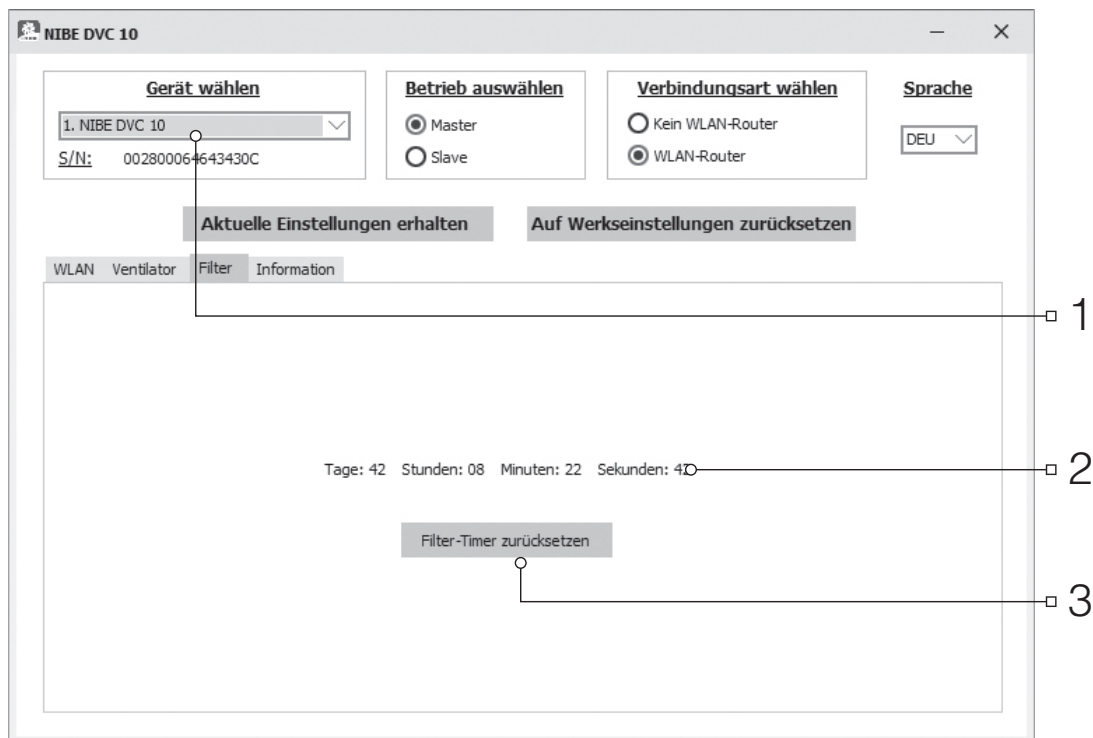 NIBE DVC 10
Gerät wählen
1. NIBE DVC 10
S/N: 002800064643430C
Betrieb auswählen
Master
Slave
Verbindungsart wählen
Kein WLAN-Router
WLAN-Router
Sprache
DEU
Aktuelle Einstellungen erhalten
Auf Werkseinstellungen zurücksetzen
WLAN Ventilator Filter Information
1
Tage: 42 Stunden: 08 Minuten: 22 Sekunden:
2
Filter-Timer zurücksetzen
3